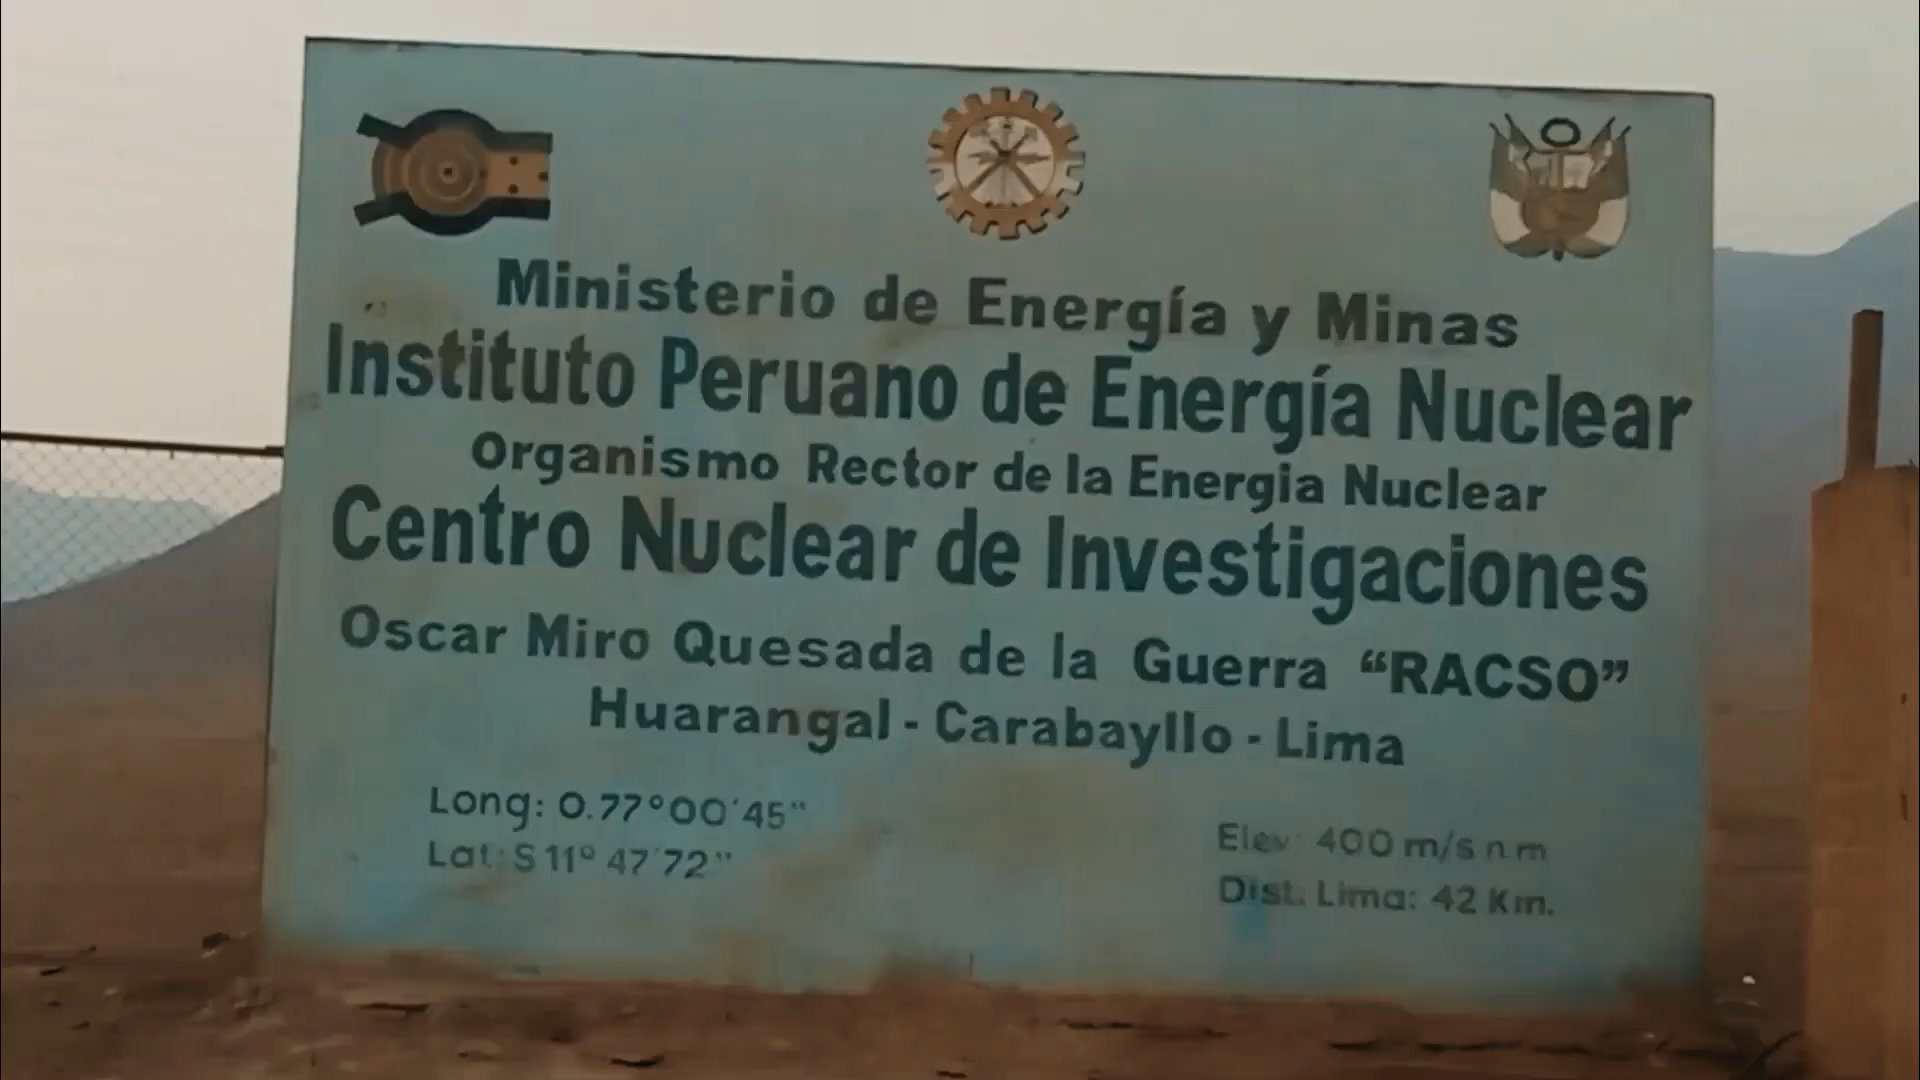 Ministerio de Energía y Minas
Instituto Peruano de Energía Nuclear
Organismo Rector de la Energia Nuclear
Centro Nuclear de Investigaciones
Oscar Miro Quesada de la Guerra “RACSO”
Huarangal - Carabayllo - Lima
Long: 0.77°00'45"
Lat: S 11° 47'72"
Elev: 400 m/s n m
Dist. Lima: 42 Km.